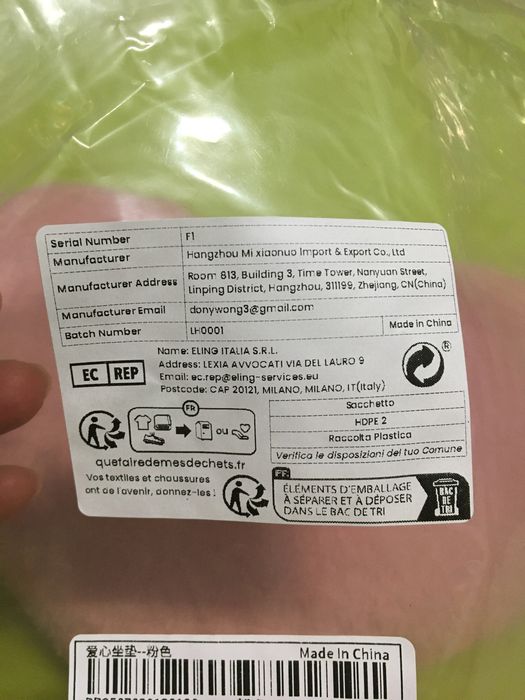 Serial Number F1
Manufacturer Hangzhou Mi xiaonuo Import & Export Co., Ltd
Manufacturer Address Room 813, Building 3, Time Tower, Nanyuan Street,
Linping District, Hangzhou, 311199, Zhejiang, CN(China)
Manufacturer Email donywong3@gmail.com
Batch Number LH0001 Made in China
EC REP
Name: ELING ITALIA S.R.L.
Address: LEXIA AVVOCATI VIA DEL LAURO 9
Email: ec.rep@eling-services.eu
Postcode: CAP 20121, MILANO, MILANO, IT(Italy)
®
FR
ou
quefairedemesdechets.fr
Vos textiles et chaussures
ont de l'avenir, donnez-les !
Sacchetto
HDPE 2
Raccolta Plastica
Verifica le disposizioni del tuo Comune
FR
ÉLÉMENTS D'EMBALLAGE
À SÉPARER ET À DÉPOSER
DANS LE BAC DE TRI
BAC
DE
TRI
爱心坐垫--粉色 Made In China